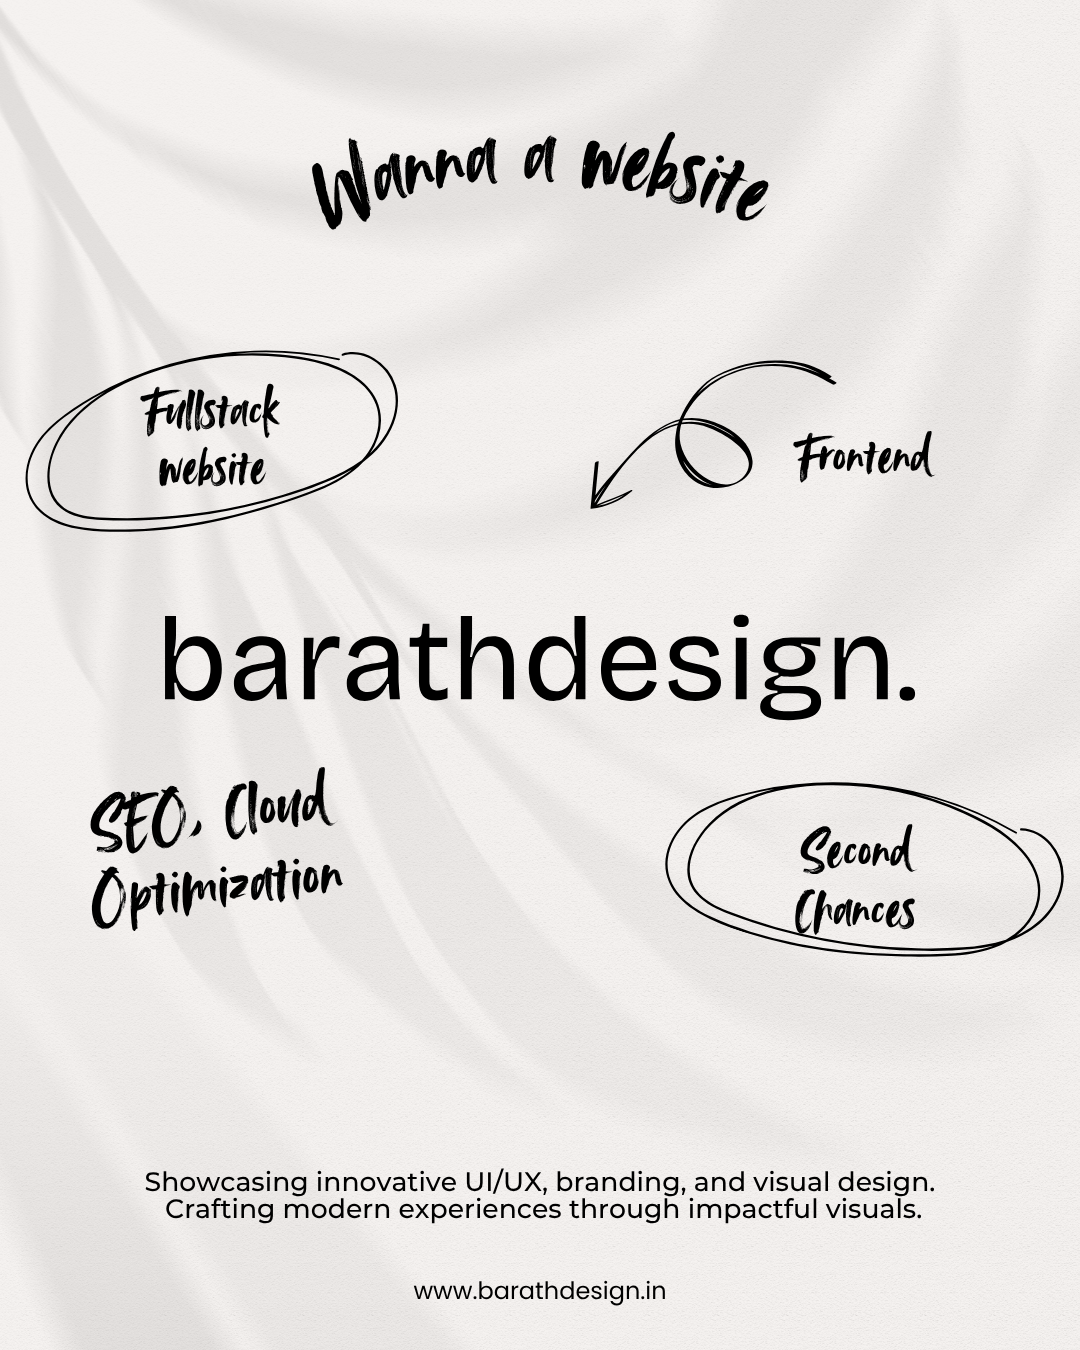 Wanna a website
Fullstack
website
Frontend
barathdesign.
SEO, Cloud
Optimization
Second
Chances
Showcasing innovative UI/UX, branding, and visual design.
Crafting modern experiences through impactful visuals.
www.barathdesign.in